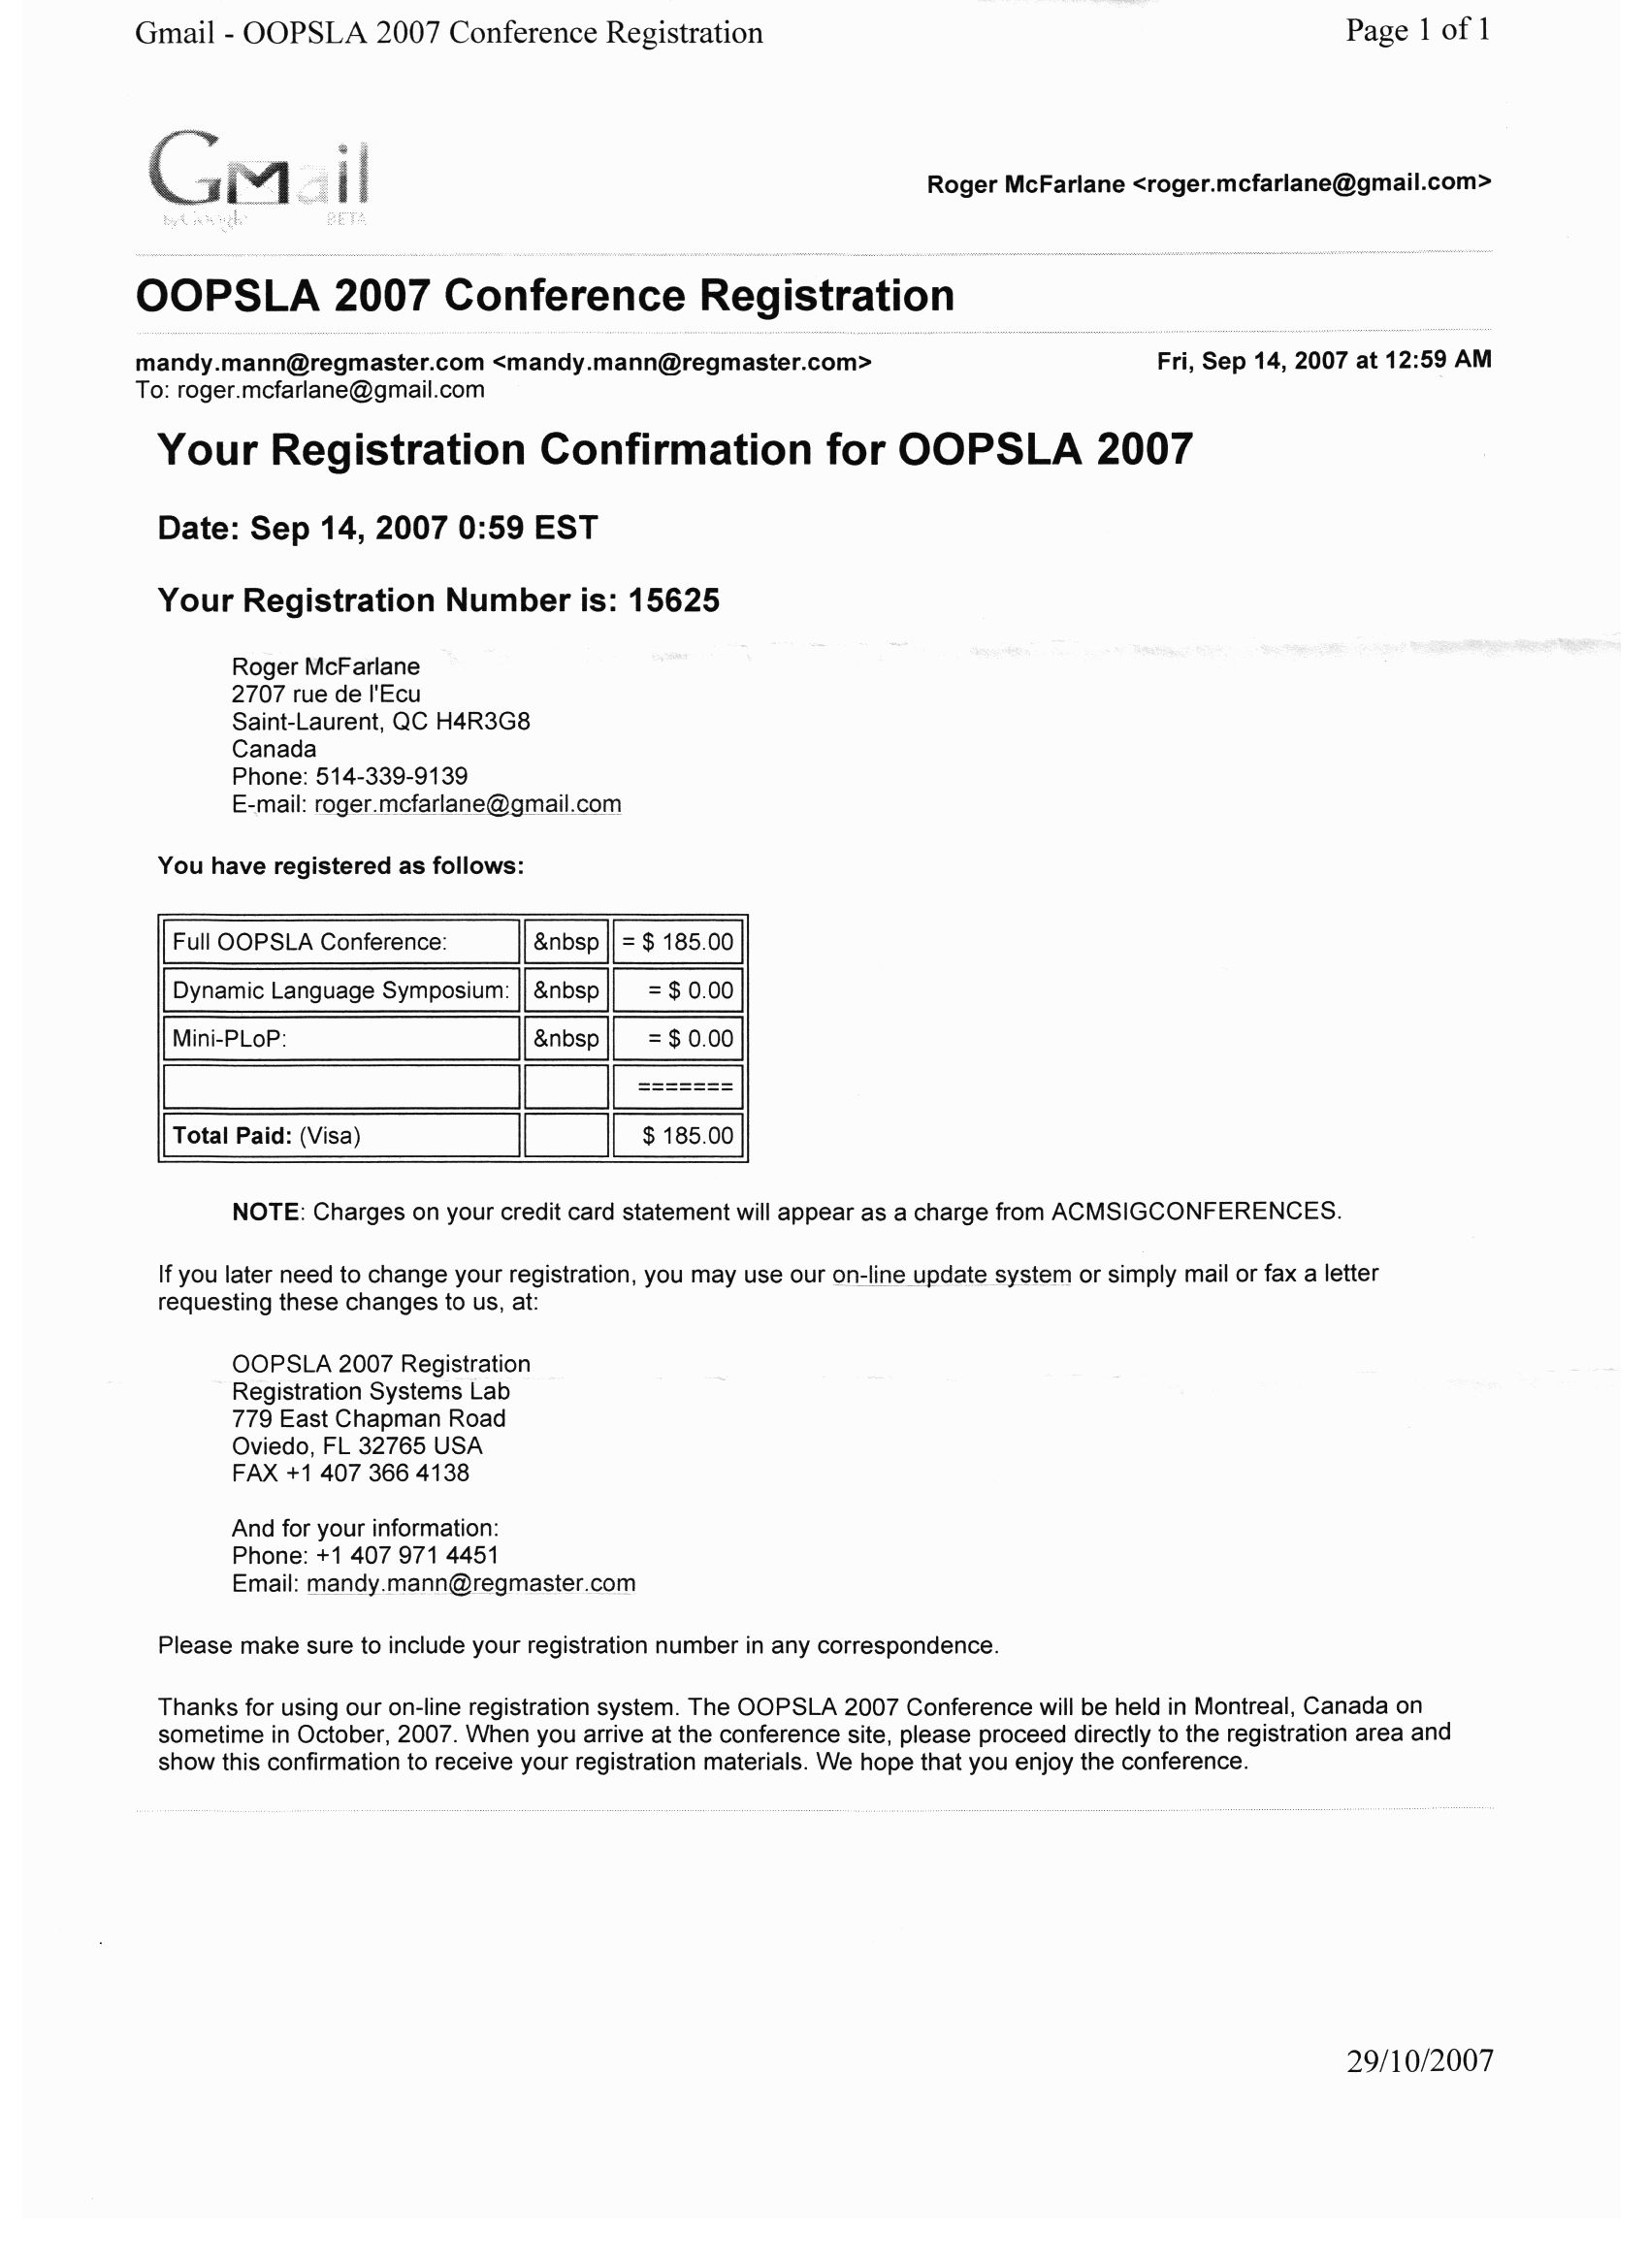 Gmail - OOPSLA 2007 Conference Registration Page 1 of 1
Gmail
by Google BETA
Roger McFarlane <roger.mcfarlane@gmail.com>
OOPSLA 2007 Conference Registration
mandy.mann@regmaster.com <mandy.mann@regmaster.com> Fri, Sep 14, 2007 at 12:59 AM
To: roger.mcfarlane@gmail.com
Your Registration Confirmation for OOPSLA 2007
Date: Sep 14, 2007 0:59 EST
Your Registration Number is: 15625
Roger McFarlane
2707 rue de l'Ecu
Saint-Laurent, QC H4R3G8
Canada
Phone: 514-339-9139
E-mail: roger.mcfarlane@gmail.com
You have registered as follows:
Full OOPSLA Conference: &nbsp = $ 185.00
Dynamic Language Symposium: &nbsp = $ 0.00
Mini-PLoP: &nbsp = $ 0.00
=======
Total Paid: (Visa) $ 185.00
NOTE: Charges on your credit card statement will appear as a charge from ACMSIGCONFERENCES.
If you later need to change your registration, you may use our on-line update system or simply mail or fax a letter
requesting these changes to us, at:
OOPSLA 2007 Registration
Registration Systems Lab
779 East Chapman Road
Oviedo, FL 32765 USA
FAX +1 407 366 4138
And for your information:
Phone: +1 407 971 4451
Email: mandy.mann@regmaster.com
Please make sure to include your registration number in any correspondence.
Thanks for using our on-line registration system. The OOPSLA 2007 Conference will be held in Montreal, Canada on
sometime in October, 2007. When you arrive at the conference site, please proceed directly to the registration area and
show this confirmation to receive your registration materials. We hope that you enjoy the conference.
29/10/2007